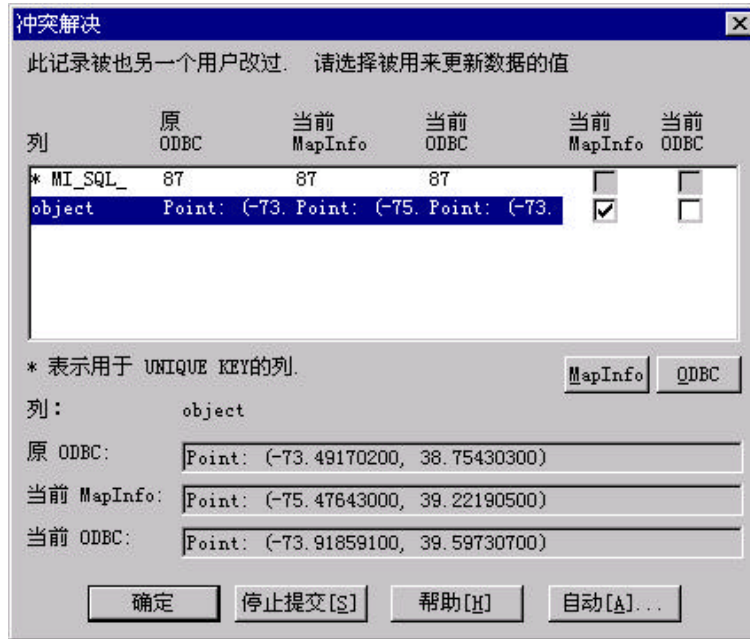 冲突解决
此记录被也另一个用户改过. 请选择被用来更新数据的值
列 原 ODBC 当前 MapInfo 当前 ODBC 当前 MapInfo 当前 ODBC
* MI_SQL_ 87 87 87
object Point: (-73. Point: (-75. Point: (-73.
* 表示用于 UNIQUE KEY的列.
MapInfo ODBC
列： object
原 ODBC: Point: (-73.49170200, 38.75430300)
当前 MapInfo: Point: (-75.47643000, 39.22190500)
当前 ODBC: Point: (-73.91859100, 39.59730700)
确定 停止提交[S] 帮助[H] 自动[A]...